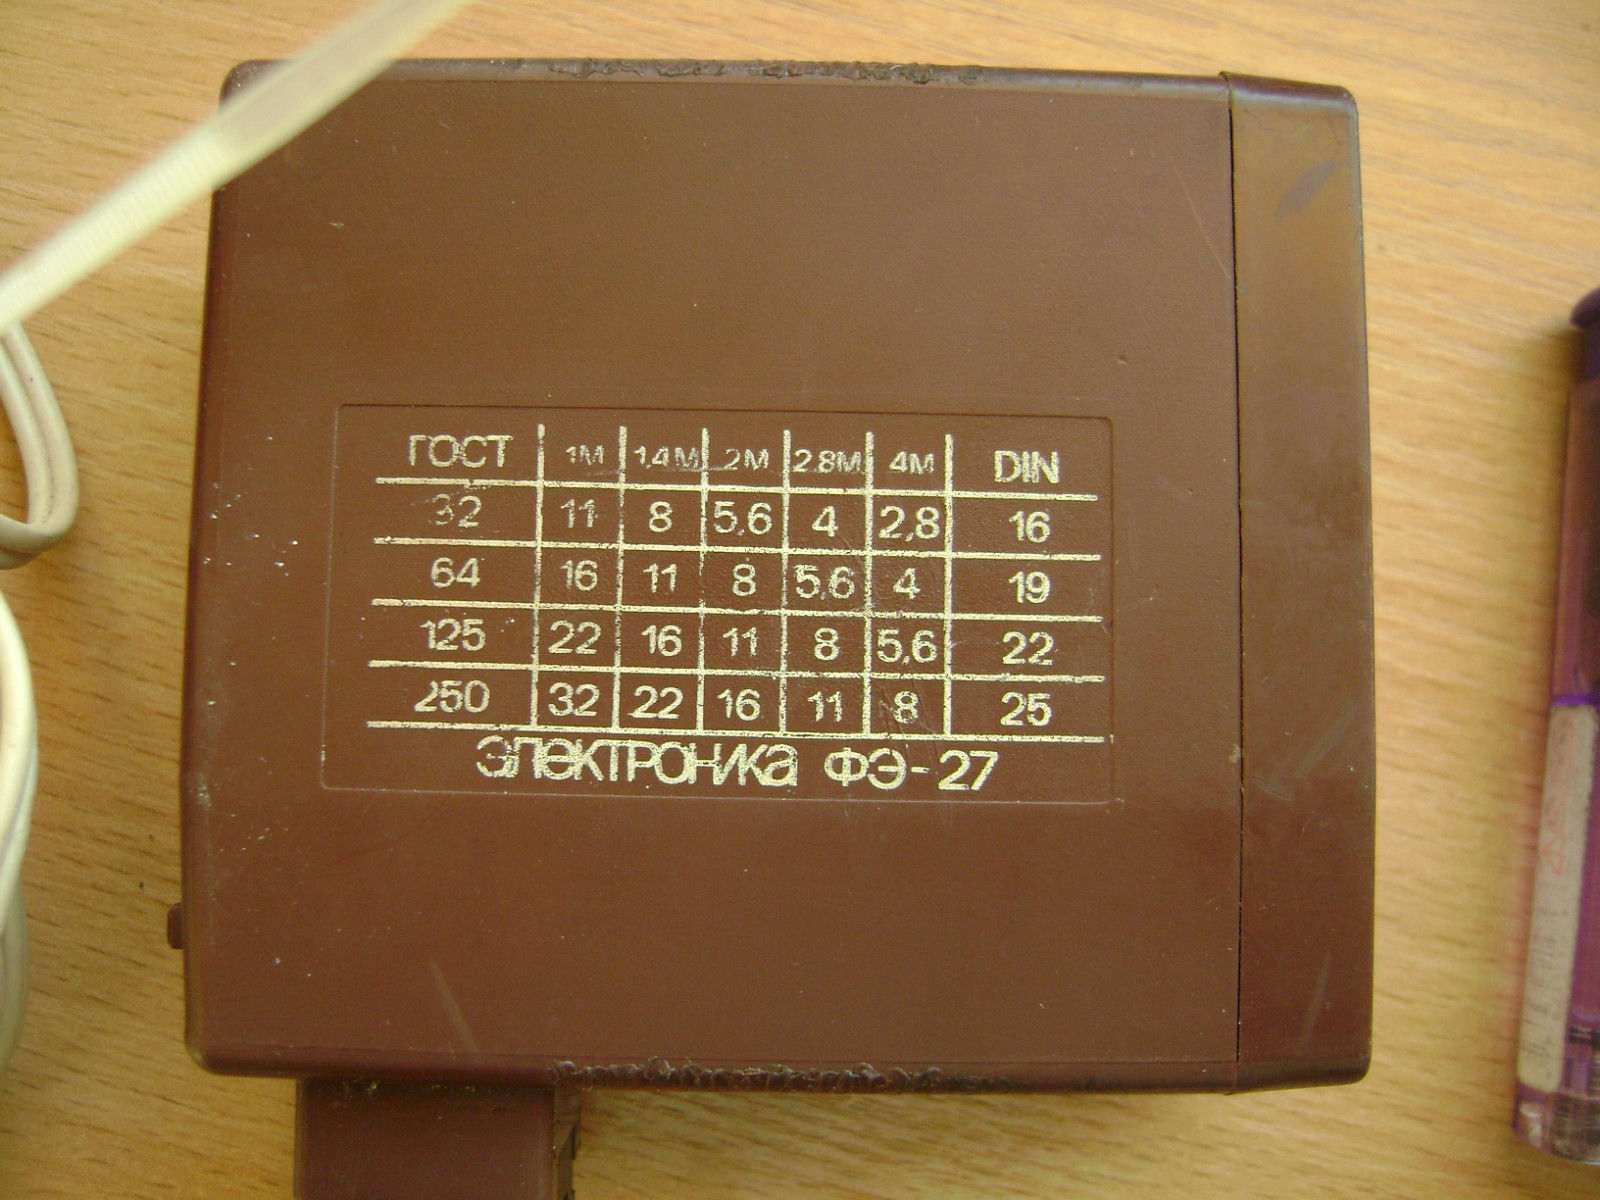 ГОСТ 1М 1,4М 2М 2,8М 4М DIN
32 11 8 5,6 4 2,8 16
64 16 11 8 5,6 4 19
125 22 16 11 8 5,6 22
250 32 22 16 11 8 25
ЭЛЕКТРОНИКА ФЭ-27